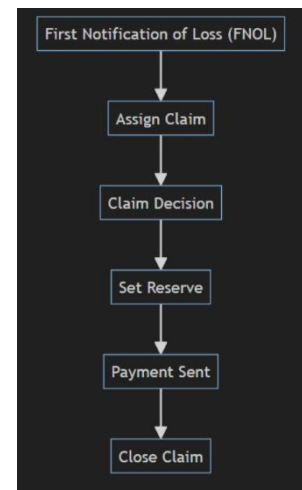 First Notification of Loss (FNOL)
Assign Claim
Claim Decision
Set Reserve
Payment Sent
Close Claim